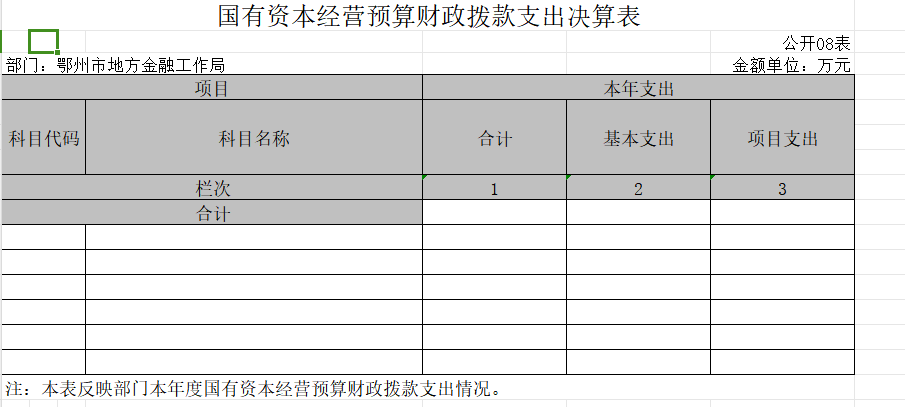 国有资本经营预算财政拨款支出决算表
公开08表
部门：鄂州市地方金融工作局 金额单位：万元
项目 本年支出
科目代码 科目名称 合计 基本支出 项目支出
栏次 1 2 3
合计
注：本表反映部门本年度国有资本经营预算财政拨款支出情况。